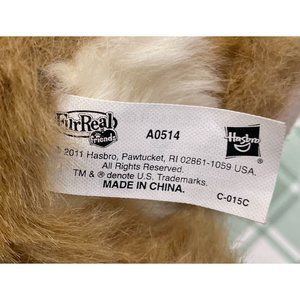 FurReal
friends
A0514
Hasbro
© 2011 Hasbro, Pawtucket, RI 02861-1059 USA.
All Rights Reserved.
TM & ® denote U.S. Trademarks.
MADE IN CHINA.
C-015C